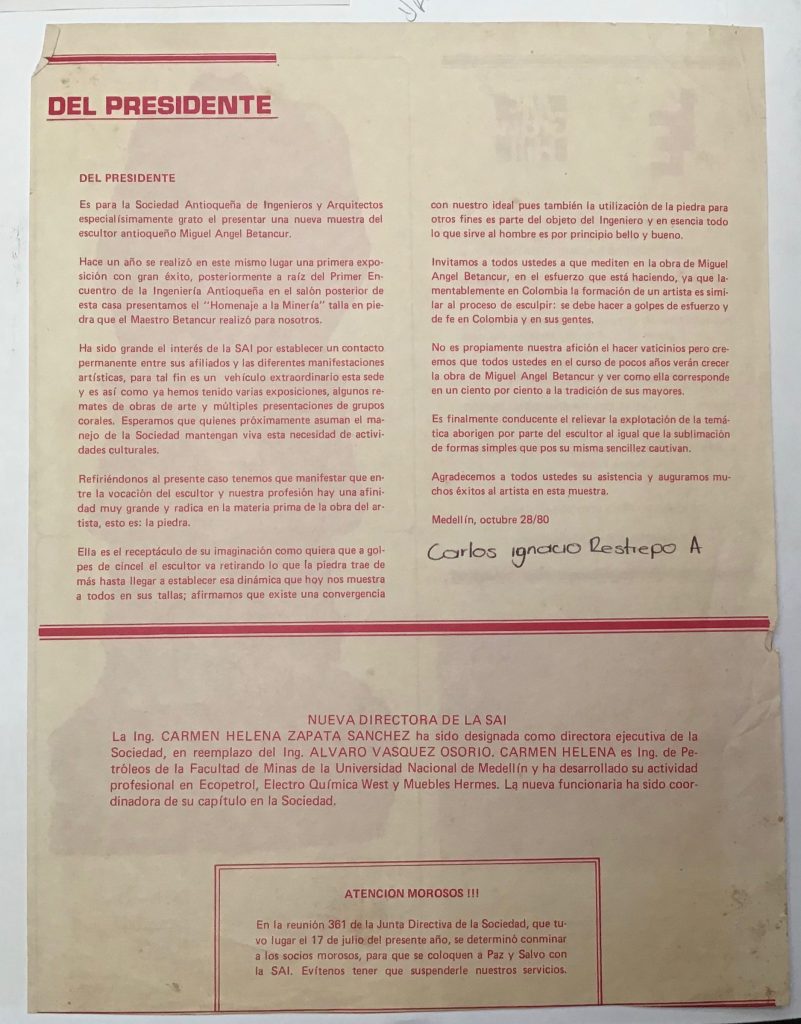 DEL PRESIDENTE
DEL PRESIDENTE
Es para la Sociedad Antioqueña de Ingenieros y Arquitectos
especialísimamente grato el presentar una nueva muestra del
escultor antioqueño Miguel Angel Betancur.
Hace un año se realizó en este mismo lugar una primera expo-
sición con gran éxito, posteriormente a raíz del Primer En-
cuentro de la Ingeniería Antioqueña en el salón posterior de
esta casa presentamos el "Homenaje a la Minería" talla en pie-
dra que el Maestro Betancur realizó para nosotros.
Ha sido grande el interés de la SAI por establecer un contacto
permanente entre sus afiliados y las diferentes manifestaciones
artísticas, para tal fin es un vehículo extraordinario esta sede
y es así como ya hemos tenido varias exposiciones, algunos re-
mates de obras de arte y múltiples presentaciones de grupos
corales. Esperamos que quienes próximamente asuman el ma-
nejo de la Sociedad mantengan viva esta necesidad de activi-
dades culturales.
Refiriéndonos al presente caso tenemos que manifestar que en-
tre la vocación del escultor y nuestra profesión hay una afini-
dad muy grande y radica en la materia prima de la obra del ar-
tista, esto es: la piedra.
Ella es el receptáculo de su imaginación como quiera que a gol-
pes de cincel el escultor va retirando lo que la piedra trae de
más hasta llegar a establecer esa dinámica que hoy nos muestra
a todos en sus tallas; afirmamos que existe una convergencia
con nuestro ideal pues también la utilización de la piedra para
otros fines es parte del objeto del Ingeniero y en esencia todo
lo que sirve al hombre es por principio bello y bueno.
Invitamos a todos ustedes a que mediten en la obra de Miguel
Angel Betancur, en el esfuerzo que está haciendo, ya que la-
mentablemente en Colombia la formación de un artista es simi-
lar al proceso de esculpir: se debe hacer a golpes de esfuerzo y
de fe en Colombia y en sus gentes.
No es propiamente nuestra afición el hacer vaticinios pero cre-
emos que todos ustedes en el curso de pocos años verán crecer
la obra de Miguel Angel Betancur y ver como ella corresponde
en un ciento por ciento a la tradición de sus mayores.
Es finalmente conducente el relievar la explotación de la temá-
tica aborigen por parte del escultor al igual que la sublimación
de formas simples que pos su misma sencillez cautivan.
Agradecemos a todos ustedes su asistencia y auguramos mu-
chos éxitos al artista en esta muestra.
Medellín, octubre 28/80
Carlos Ignacio Restrepo A
NUEVA DIRECTORA DE LA SAI
La Ing. CARMEN HELENA ZAPATA SANCHEZ ha sido designada como directora ejecutiva de la
Sociedad, en reemplazo del Ing. ALVARO VASQUEZ OSORIO. CARMEN HELENA es Ing. de Pe-
tróleos de la Facultad de Minas de la Universidad Nacional de Medellín y ha desarrollado su actividad
profesional en Ecopetrol, Electro Química West y Muebles Hermes. La nueva funcionaria ha sido coor-
dinadora de su capítulo en la Sociedad.
ATENCION MOROSOS !!!
En la reunión 361 de la Junta Directiva de la Sociedad, que tu-
vo lugar el 17 de julio del presente año, se determinó conminar
a los socios morosos, para que se coloquen a Paz y Salvo con
la SAI. Evítenos tener que suspenderle nuestros servicios.